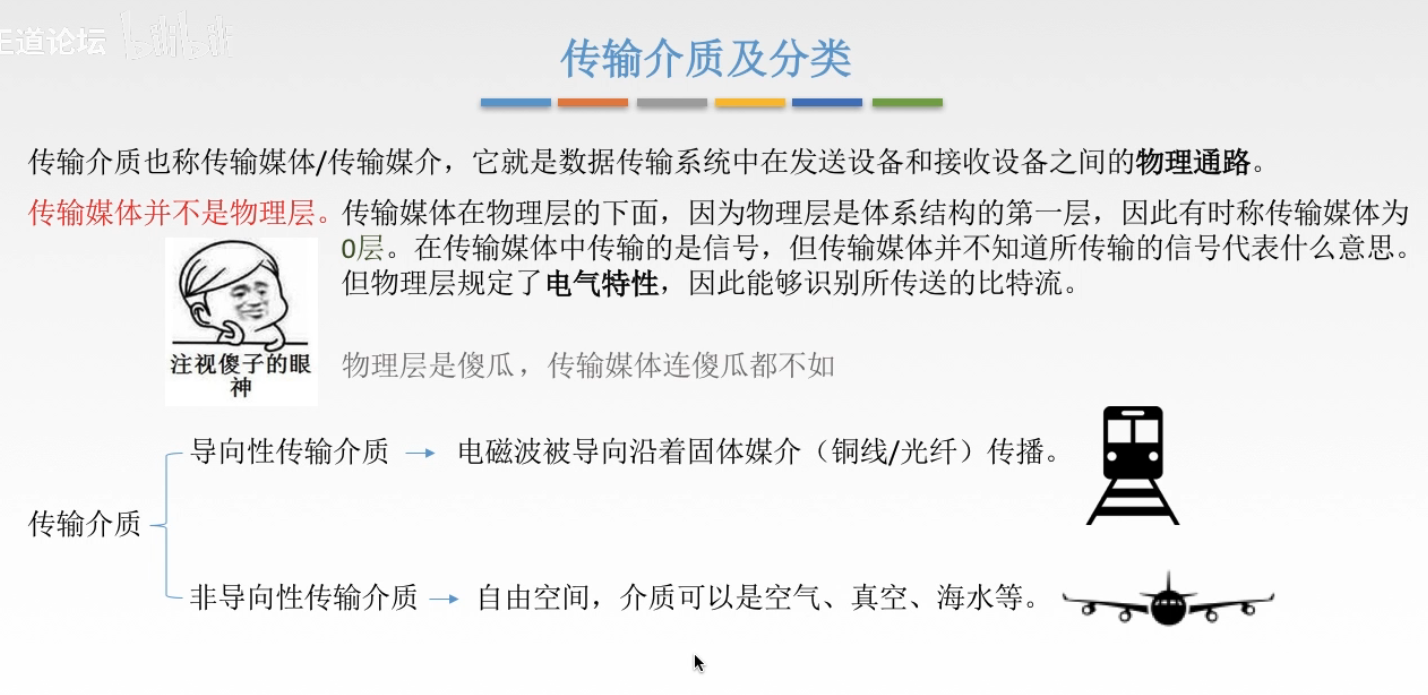 王道论坛 bilibili
传输介质及分类
传输介质也称传输媒体/传输媒介，它就是数据传输系统中在发送设备和接收设备之间的物理通路。
传输媒体并不是物理层。传输媒体在物理层的下面，因为物理层是体系结构的第一层，因此有时称传输媒体为
0层。在传输媒体中传输的是信号，但传输媒体并不知道所传输的信号代表什么意思。
但物理层规定了电气特性，因此能够识别所传送的比特流。
注视傻子的眼
神
物理层是傻瓜，传输媒体连傻瓜都不如
导向性传输介质
电磁波被导向沿着固体媒介（铜线/光纤）传播。
传输介质
非导向性传输介质
自由空间，介质可以是空气、真空、海水等。